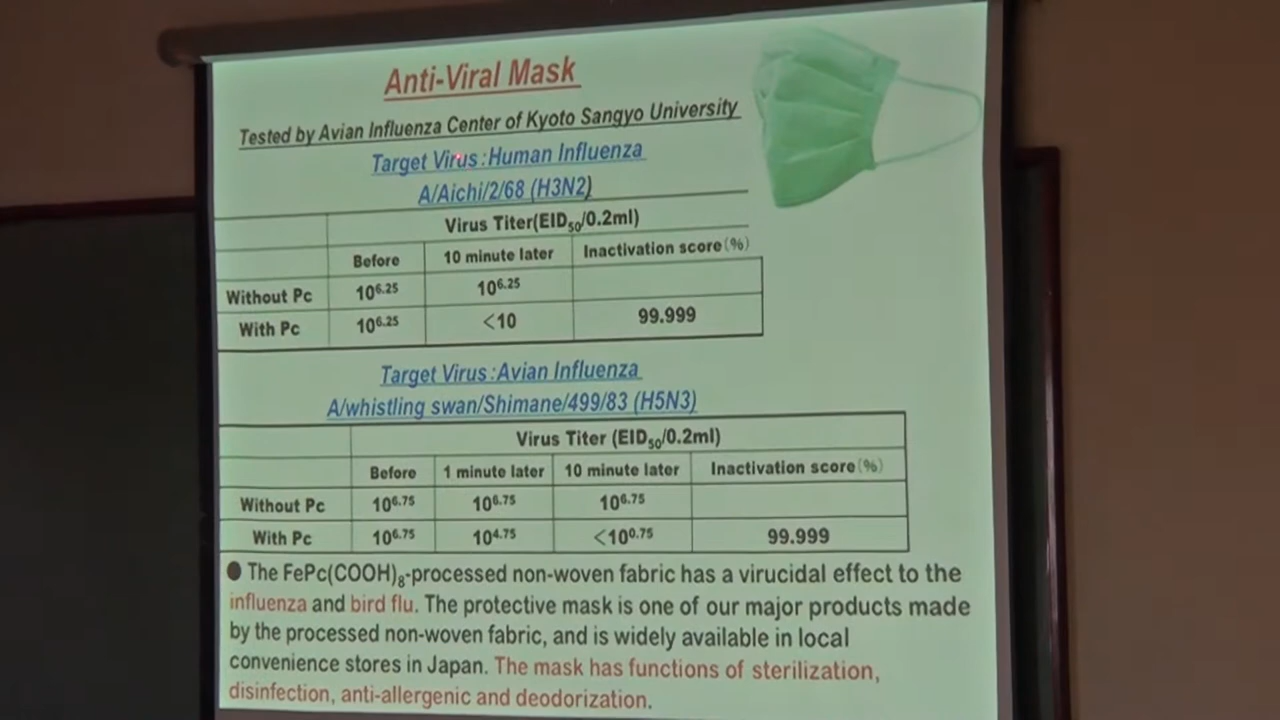 Anti-Viral Mask
Tested by Avian Influenza Center of Kyoto Sangyo University
Target Virus:Human Influenza
A/Aichi/2/68 (H3N2)
Virus Titer(EID50/0.2ml)
Before 10 minute later Inactivation score(%)
Without Pc 10^6.25 10^6.25
With Pc 10^6.25 <10 99.999
Target Virus:Avian Influenza
A/whistling swan/Shimane/499/83 (H5N3)
Virus Titer (EID50/0.2ml)
Before 1 minute later 10 minute later Inactivation score(%)
Without Pc 10^6.75 10^6.75 10^6.75
With Pc 10^6.75 10^4.75 <10^0.75 99.999
● The FePc(COOH)8-processed non-woven fabric has a virucidal effect to the
influenza and bird flu. The protective mask is one of our major products made
by the processed non-woven fabric, and is widely available in local
convenience stores in Japan. The mask has functions of sterilization,
disinfection, anti-allergenic and deodorization.